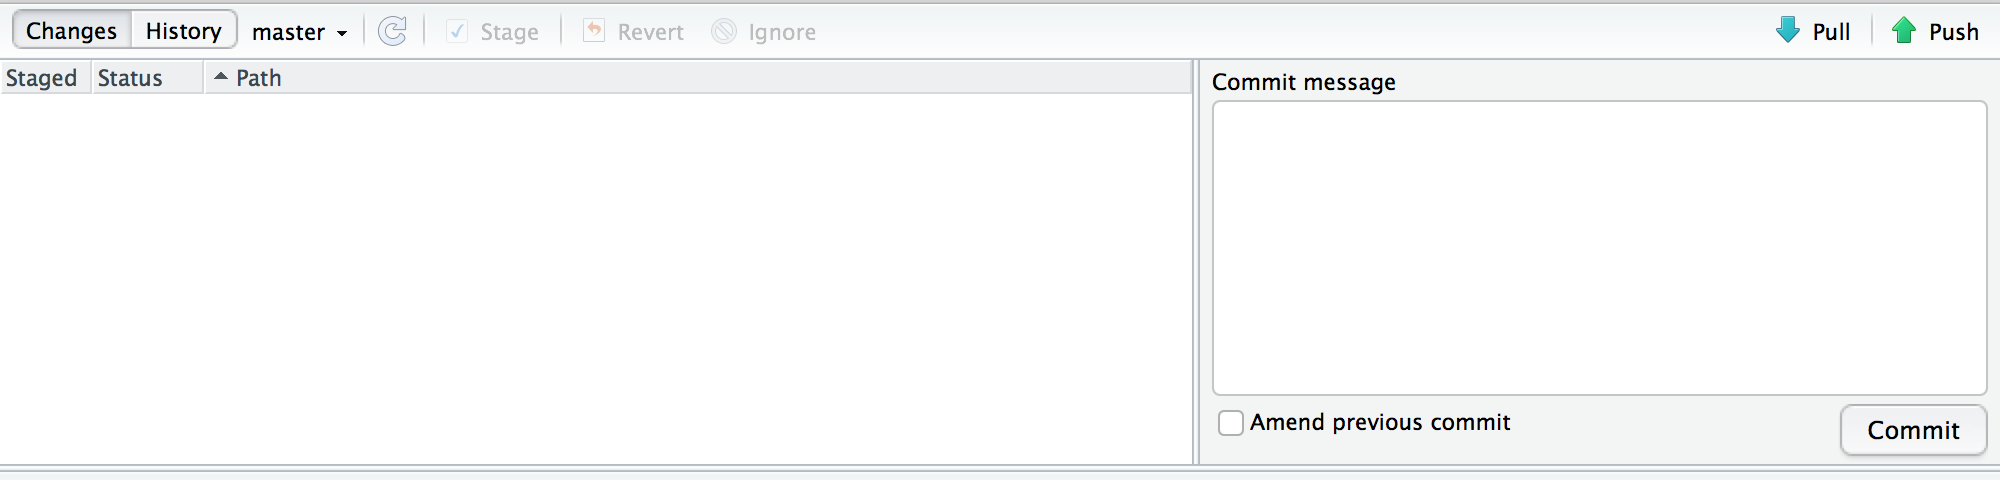 Changes History master Stage Revert Ignore Pull Push
Staged Status Path
Commit message
Amend previous commit
Commit